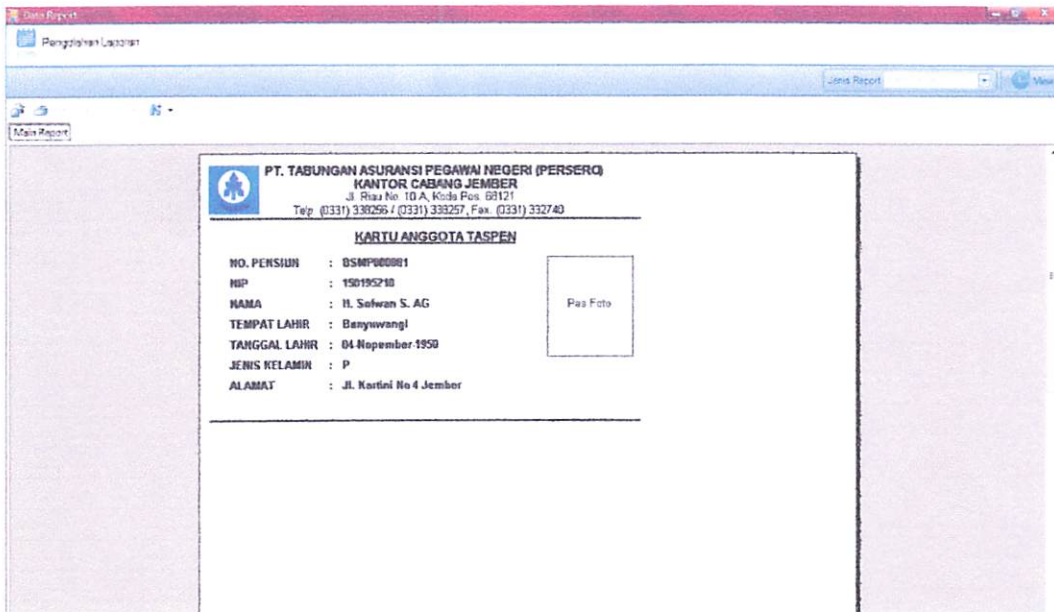 Data Report
Pengolahan Laporan
Jenis Report
View
Main Report
PT. TABUNGAN ASURANSI PEGAWAI NEGERI (PERSERO)
KANTOR CABANG JEMBER
Jl. Riau No. 10 A, Kode Pos. 68121
Telp. (0331) 338256 / (0331) 338257, Fax. (0331) 332740
KARTU ANGGOTA TASPEN
NO. PENSIUN :
NIP : 150195210
NAMA : H. Sofwan S. AG
TEMPAT LAHIR : Banyuwangi
TANGGAL LAHIR : 04-Nopember-1950
JENIS KELAMIN : P
ALAMAT : Jl. Kartini No 4 Jember
Pas Foto